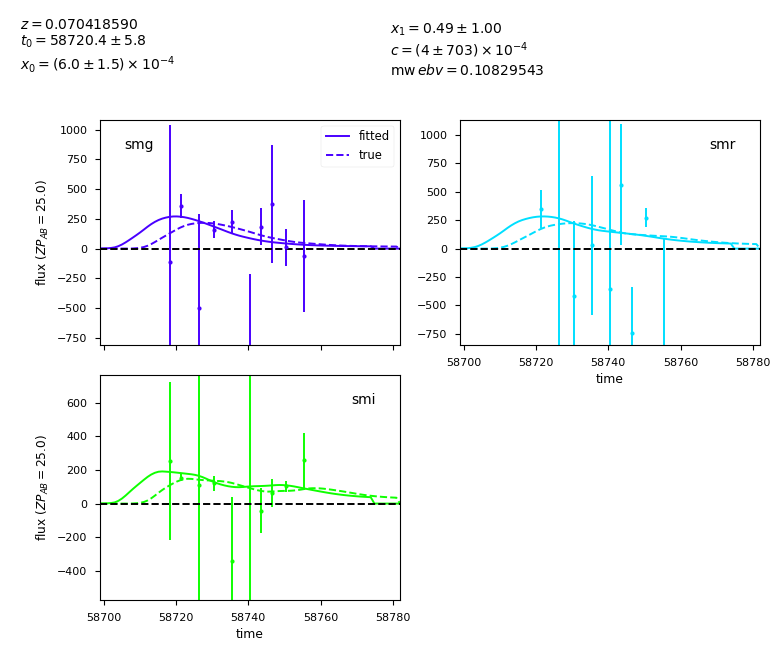 z = 0.070418590
t₀ = 58720.4 ± 5.8
x₀ = (6.0 ± 1.5) × 10⁻⁴
x₁ = 0.49 ± 1.00
c = (4 ± 703) × 10⁻⁴
mw ebv = 0.10829543
flux (ZP_AB = 25.0)
1000
750
500
250
0
−250
−500
−750
smg
fitted
true
1000
750
500
250
0
−250
−500
−750
smr
58700 58720 58740 58760 58780
time
flux (ZP_AB = 25.0)
600
400
200
0
−200
−400
smi
58700 58720 58740 58760 58780
time